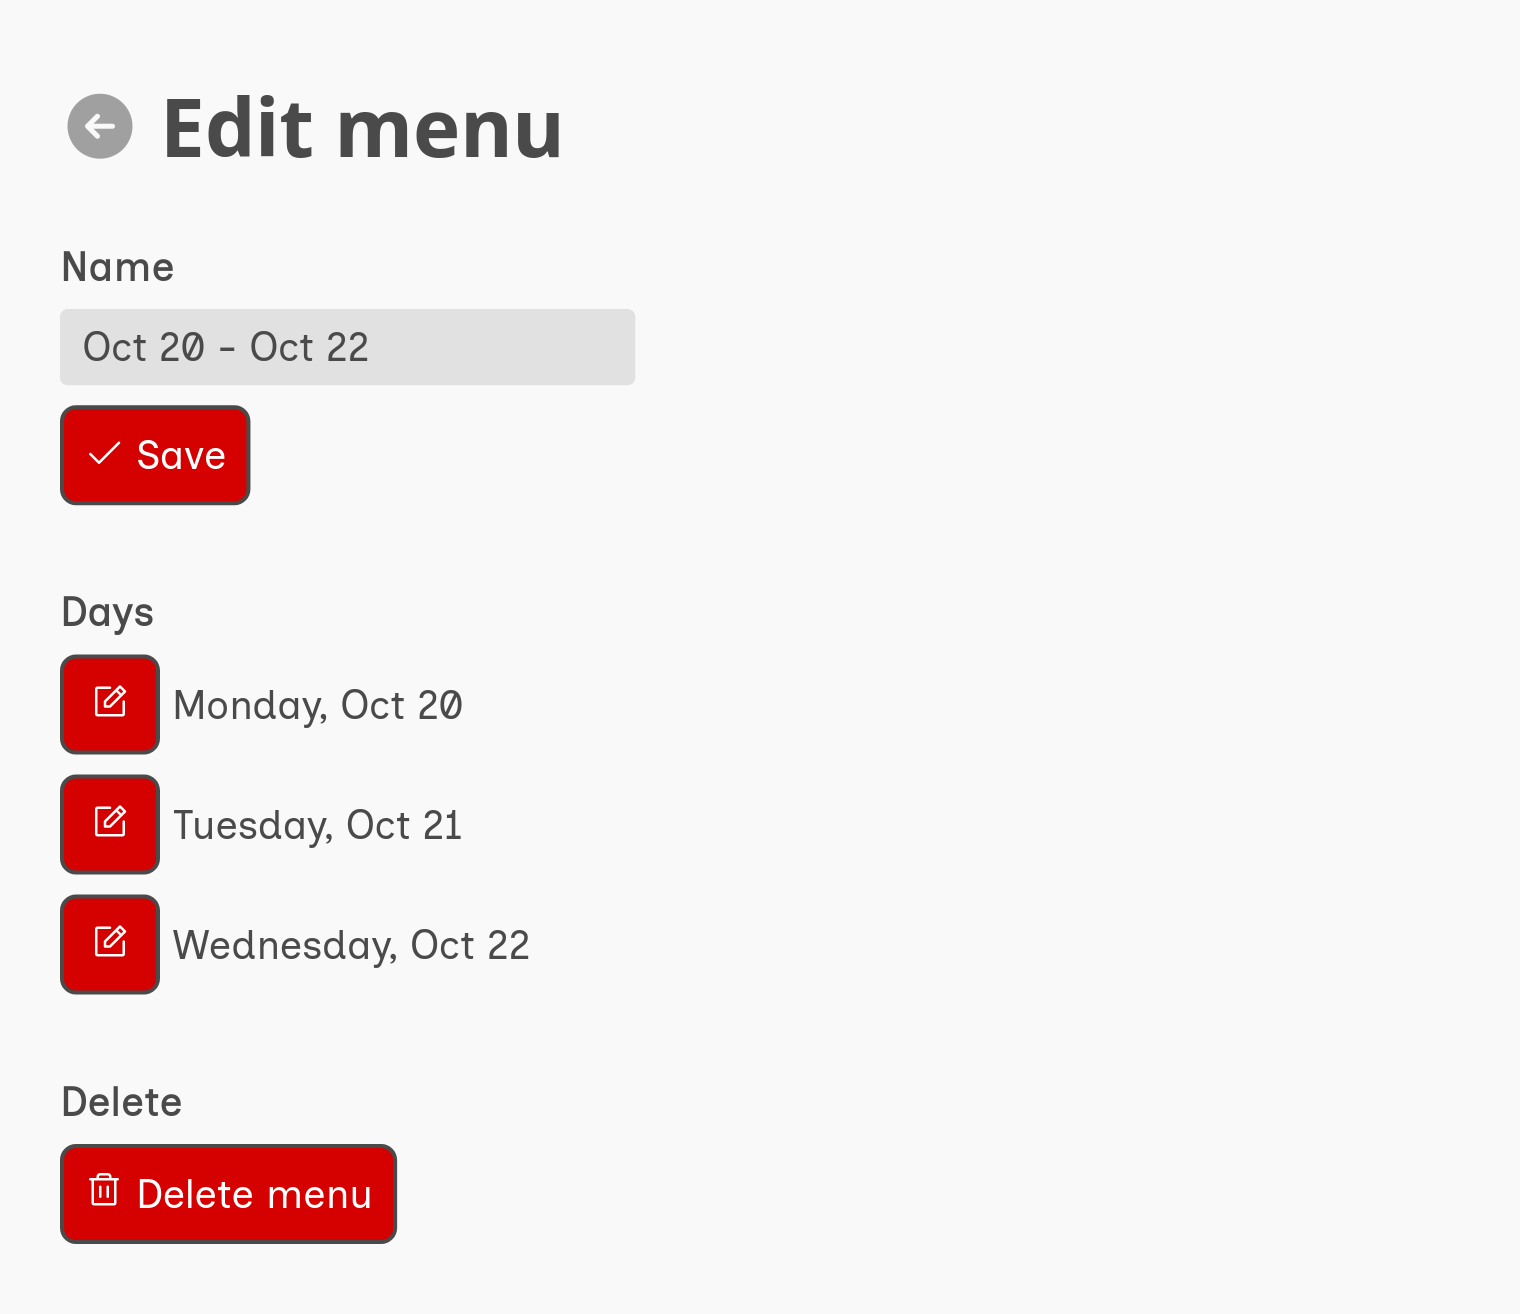 Edit menu
Name
Oct 20 - Oct 22
Save
Days
Monday, Oct 20
Tuesday, Oct 21
Wednesday, Oct 22
Delete
Delete menu